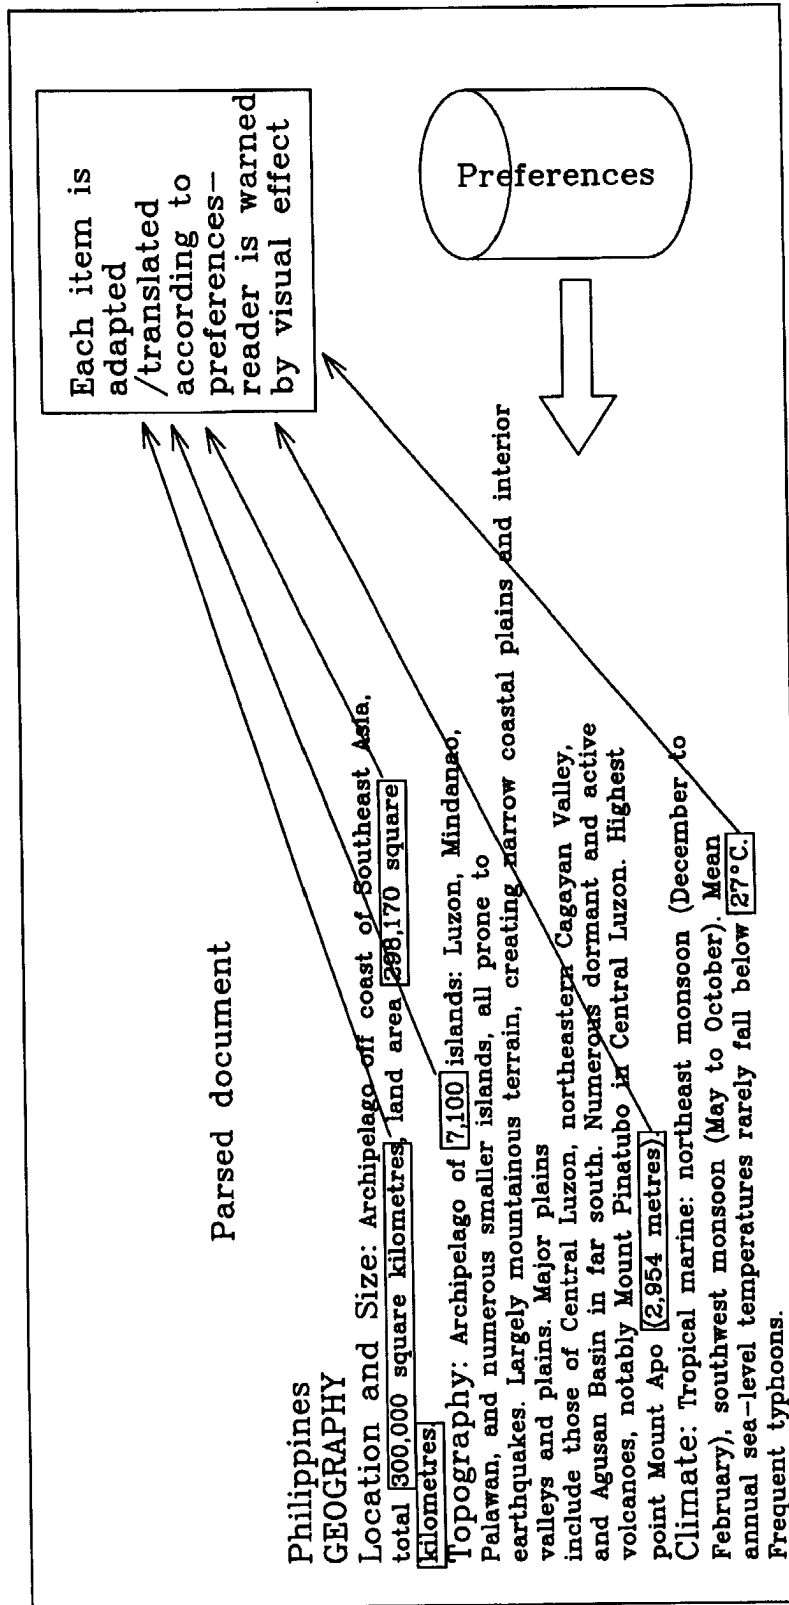 Parsed document
Philippines
GEOGRAPHY
Location and Size: Archipelago off coast of Southeast Asia,
total 300,000 square kilometres, land area 298,170 square
kilometres
Topography: Archipelago of 7,100 islands: Luzon, Mindanao,
Palawan, and numerous smaller islands, all prone to
earthquakes. Largely mountainous terrain, creating narrow coastal plains and interior
valleys and plains. Major plains
include those of Central Luzon, northeastern Cagayan Valley,
and Agusan Basin in far south. Numerous dormant and active
volcanoes, notably Mount Pinatubo in Central Luzon. Highest
point Mount Apo (2,954 metres).
Climate: Tropical marine: northeast monsoon (December to
February), southwest monsoon (May to October). Mean
annual sea-level temperatures rarely fall below 27°C.
Frequent typhoons.
Each item is
adapted
/translated
according to
preferences-
reader is warned
by visual effect
Preferences